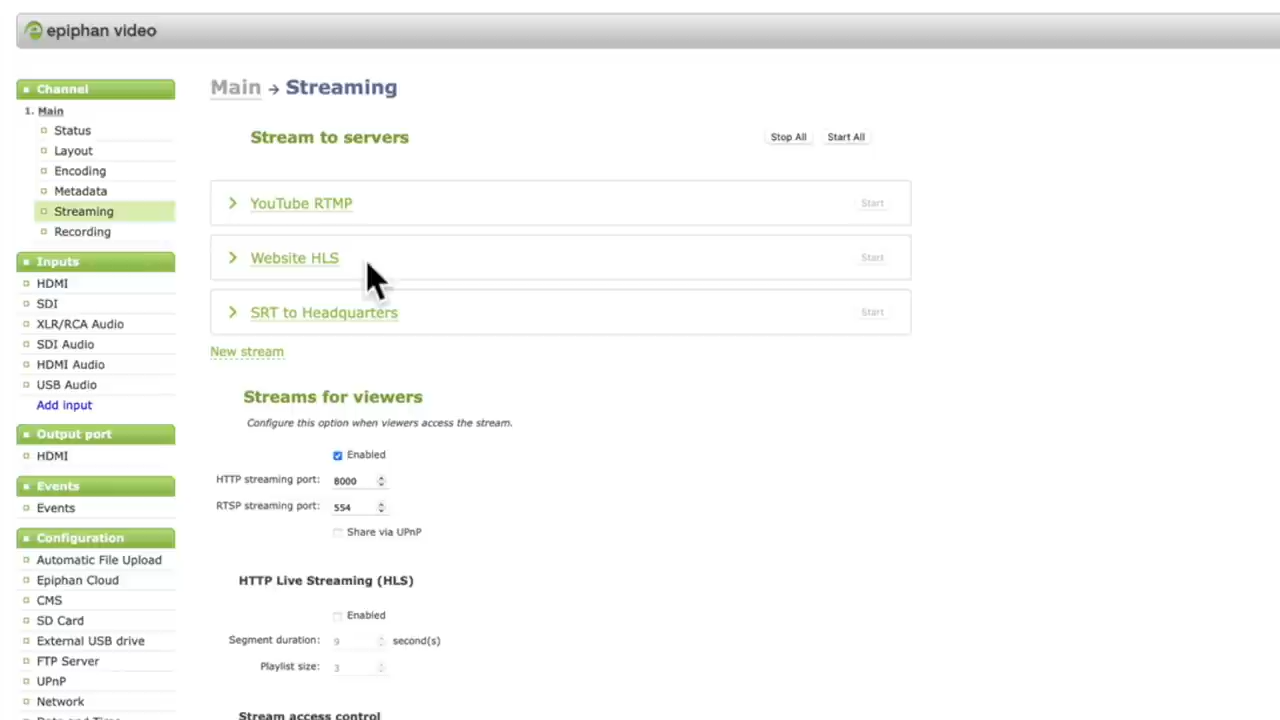 epiphan video
Channel
1. Main
Status
Layout
Encoding
Metadata
Streaming
Recording
Inputs
HDMI
SDI
XLR/RCA Audio
SDI Audio
HDMI Audio
USB Audio
Add input
Output port
HDMI
Events
Events
Configuration
Automatic File Upload
Epiphan Cloud
CMS
SD Card
External USB drive
FTP Server
UPnP
Network
Date and Time
Main → Streaming
Stream to servers
Stop All
Start All
YouTube RTMP
Start
Website HLS
Start
SRT to Headquarters
Start
New stream
Streams for viewers
Configure this option when viewers access the stream.
Enabled
HTTP streaming port: 8000
RTSP streaming port: 554
Share via UPnP
HTTP Live Streaming (HLS)
Enabled
Segment duration: 9 second(s)
Playlist size: 3
Stream access control